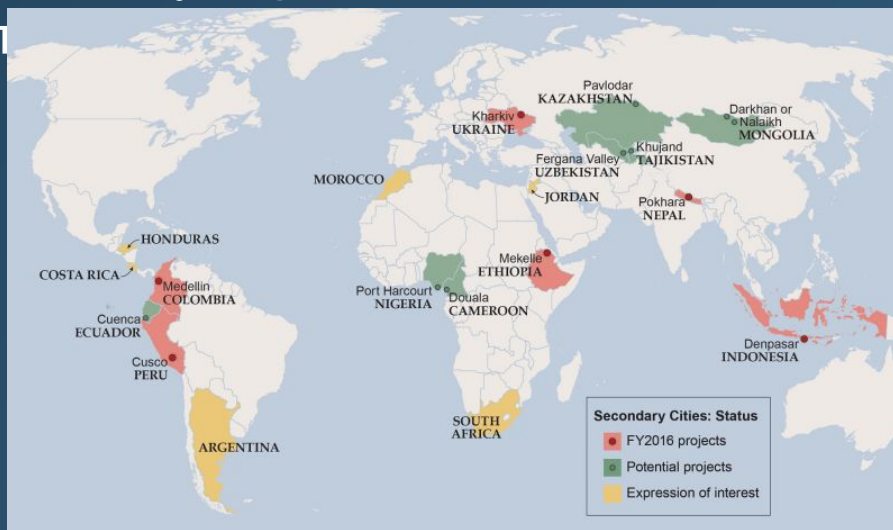 Pavlodar
KAZAKHSTAN
Kharkiv
UKRAINE
Darkhan or
Nalaikh
MONGOLIA
Khujand
TAJIKISTAN
Fergana Valley
UZBEKISTAN
MOROCCO
JORDAN
Pokhara
NEPAL
HONDURAS
COSTA RICA
Medellin
COLOMBIA
Mekelle
ETHIOPIA
Port Harcourt
NIGERIA
Douala
CAMEROON
Cuenca
ECUADOR
Cusco
PERU
Denpasar
INDONESIA
SOUTH
AFRICA
ARGENTINA
Secondary Cities: Status
FY2016 projects
Potential projects
Expression of interest